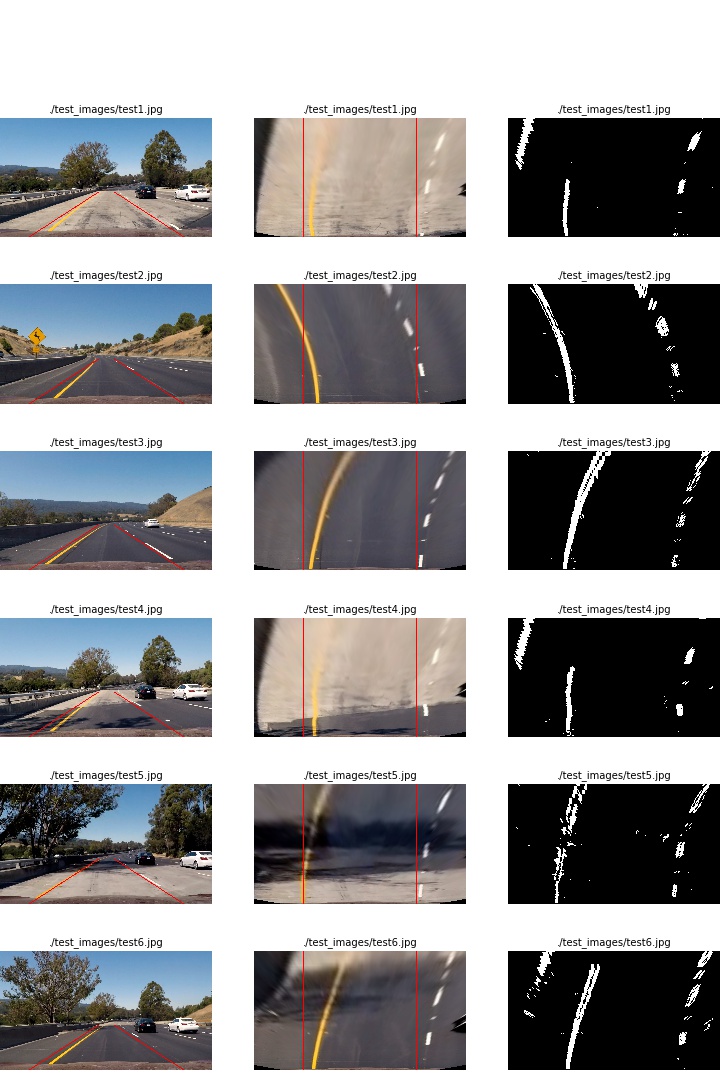 ./test_images/test1.jpg ./test_images/test1.jpg ./test_images/test1.jpg
./test_images/test2.jpg ./test_images/test2.jpg ./test_images/test2.jpg
./test_images/test3.jpg ./test_images/test3.jpg ./test_images/test3.jpg
./test_images/test4.jpg ./test_images/test4.jpg ./test_images/test4.jpg
./test_images/test5.jpg ./test_images/test5.jpg ./test_images/test5.jpg
./test_images/test6.jpg ./test_images/test6.jpg ./test_images/test6.jpg